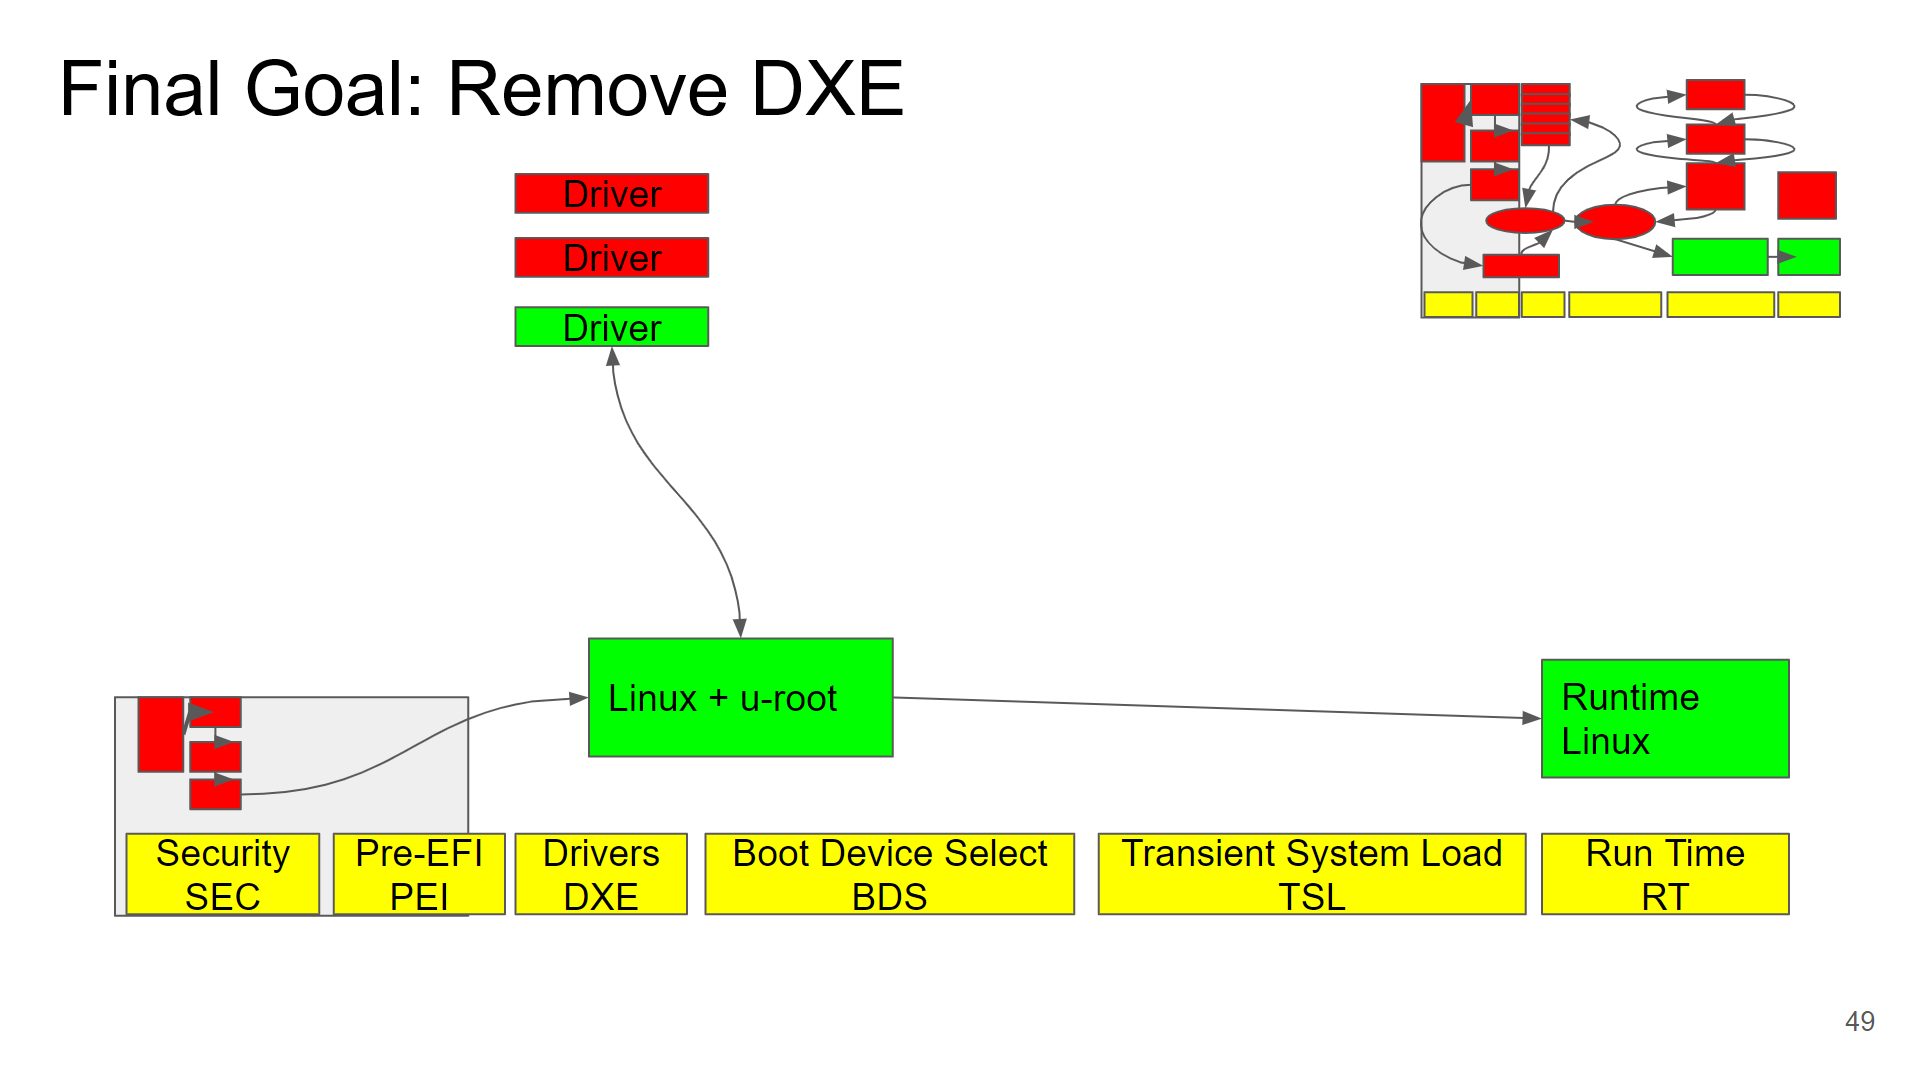 Final Goal: Remove DXE
Driver
Driver
Driver
Linux + u-root
Runtime
Linux
Security
SEC
Pre-EFI
PEI
Drivers
DXE
Boot Device Select
BDS
Transient System Load
TSL
Run Time
RT
49